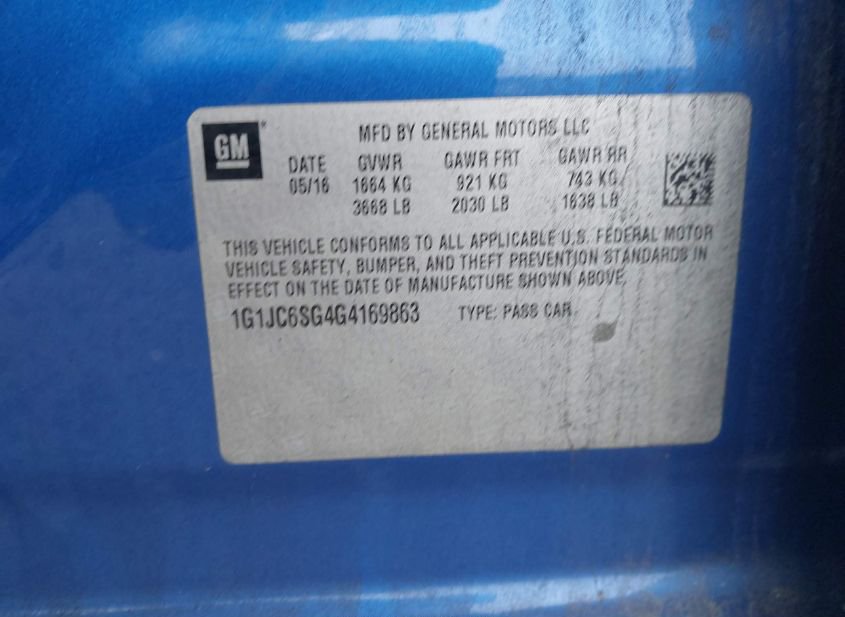 GM
MFD BY GENERAL MOTORS LLC
DATE GVWR GAWR FRT GAWR RR
05/16 1664 KG 921 KG 743 KG
3668 LB 2030 LB 1638 LB
THIS VEHICLE CONFORMS TO ALL APPLICABLE U.S. FEDERAL MOTOR
VEHICLE SAFETY, BUMPER, AND THEFT PREVENTION STANDARDS IN
EFFECT ON THE DATE OF MANUFACTURE SHOWN ABOVE.
1G1JC6SG4G4169863 TYPE: PASS CAR